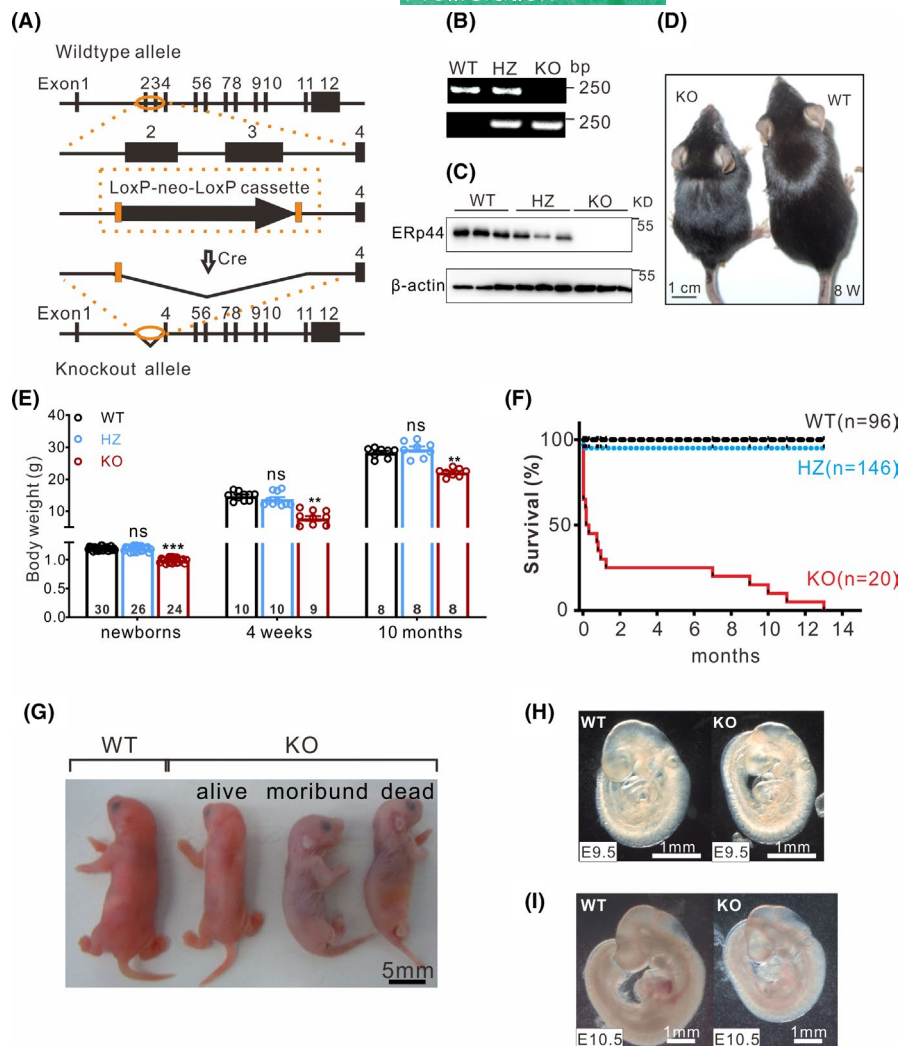 (A)
Wildtype allele
Exon1 234 56 78 910 11 12
2 3 4
LoxP-neo-LoxP cassette
4
Cre
4
Exon1 4 56 78 910 11 12
Knockout allele
(B)
WT HZ KO bp
250
250
(C)
WT HZ KO KD
ERp44 55
β-actin 55
(D)
KO WT
1 cm 8 W
(E)
WT
HZ
KO
Body weight (g)
40
30
20
10
1.0
0.5
0.0
ns *** ns ** ns **
30 26 24 10 10 9 8 8 8
newborns 4 weeks 10 months
(F)
Survival (%)
100
50
0
WT(n=96)
HZ(n=146)
KO(n=20)
0 2 4 6 8 10 12 14
months
(G)
WT KO
alive moribund dead
5mm
(H)
WT KO
E9.5 1mm E9.5 1mm
(I)
WT KO
E10.5 1mm E10.5 1mm